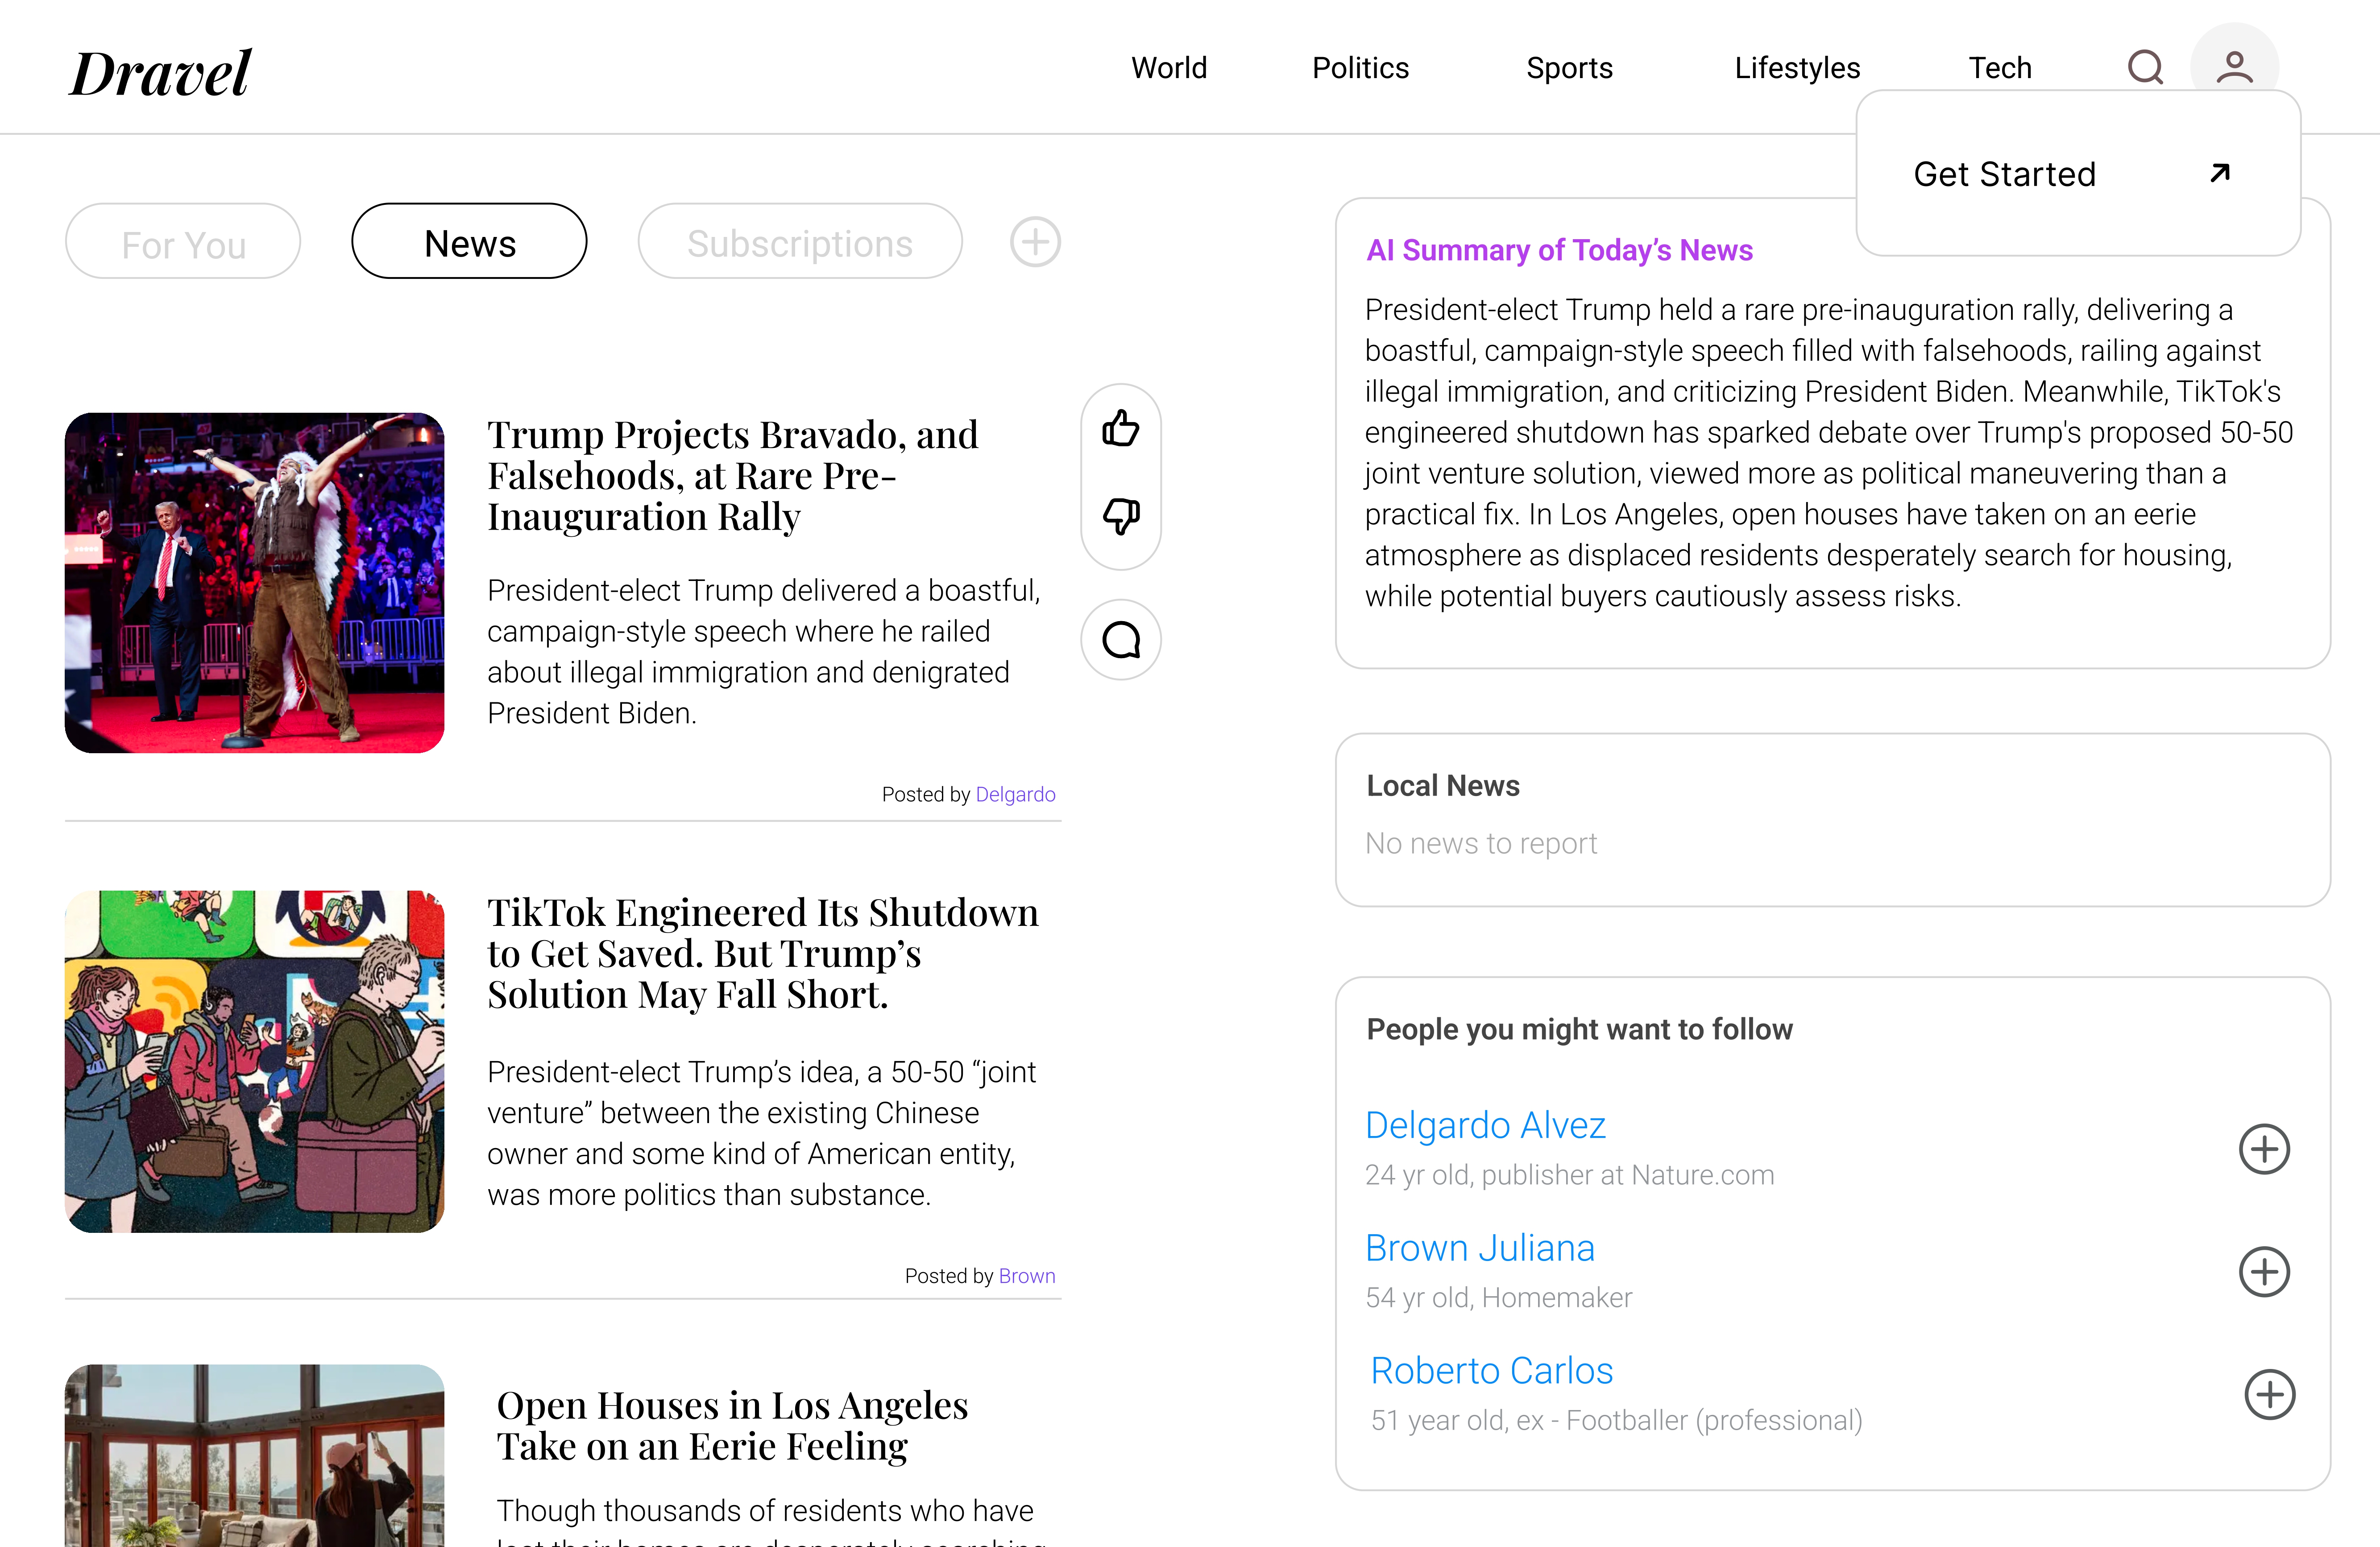 Dravel
World
Politics
Sports
Lifestyles
Tech
Get Started
For You
News
Subscriptions
Trump Projects Bravado, and
Falsehoods, at Rare Pre-
Inauguration Rally
President-elect Trump delivered a boastful,
campaign-style speech where he railed
about illegal immigration and denigrated
President Biden.
Posted by Delgardo
TikTok Engineered Its Shutdown
to Get Saved. But Trump’s
Solution May Fall Short.
President-elect Trump’s idea, a 50-50 “joint
venture” between the existing Chinese
owner and some kind of American entity,
was more politics than substance.
Posted by Brown
Open Houses in Los Angeles
Take on an Eerie Feeling
Though thousands of residents who have
lost their homes are desperately searching
AI Summary of Today’s News
President-elect Trump held a rare pre-inauguration rally, delivering a
boastful, campaign-style speech filled with falsehoods, railing against
illegal immigration, and criticizing President Biden. Meanwhile, TikTok's
engineered shutdown has sparked debate over Trump's proposed 50-50
joint venture solution, viewed more as political maneuvering than a
practical fix. In Los Angeles, open houses have taken on an eerie
atmosphere as displaced residents desperately search for housing,
while potential buyers cautiously assess risks.
Local News
No news to report
People you might want to follow
Delgardo Alvez
24 yr old, publisher at Nature.com
Brown Juliana
54 yr old, Homemaker
Roberto Carlos
51 year old, ex - Footballer (professional)